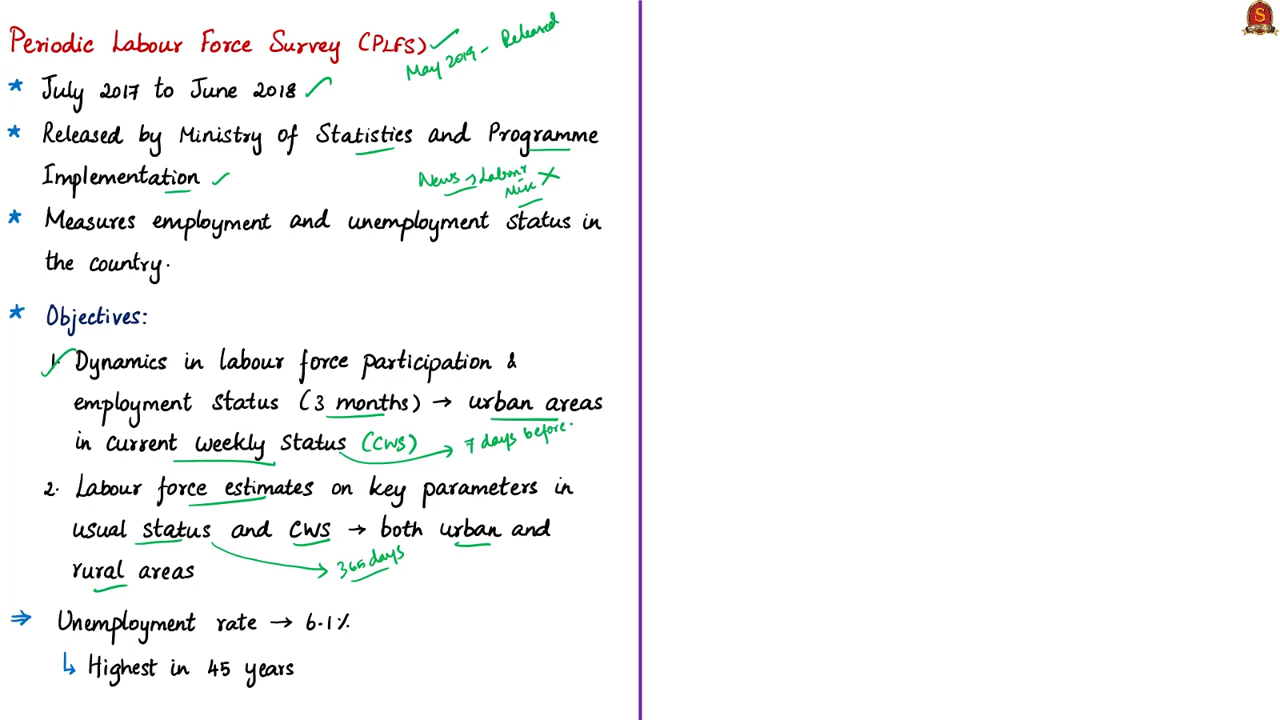 Periodic Labour Force Survey (PLFS)
May 2019 - Released
* July 2017 to June 2018
* Released by Ministry of Statistics and Programme
Implementation
News → Labour
Min X
* Measures employment and unemployment status in
the country.
* Objectives:
1. Dynamics in labour force participation &
employment status (3 months) → urban areas
in current weekly status (CWS) → 7 days before.
2. Labour force estimates on key parameters in
usual status and CWS → both urban and
rural areas
365 days
⇒ Unemployment rate → 6.1%
↳ Highest in 45 years
S